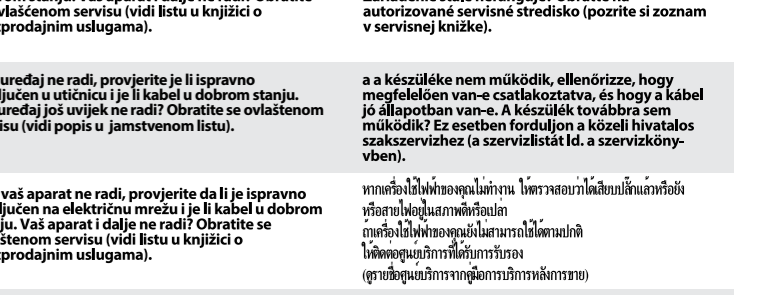 Vaš aparat i dalje ne radi? Obratite
vlašćenom servisu (vidi listu u knjižici o
prodajnim uslugama).
Zariadenie stále nefunguje? Obráťte na
autorizované servisné stredisko (pozrite si zoznam
v servisnej knižke).
uređaj ne radi, provjerite je li ispravno
ljučen u utičnicu i je li kabel u dobrom stanju.
uređaj još uvijek ne radi? Obratite se ovlaštenom
isu (vidi popis u jamstvenom listu).
a a készüléke nem működik, ellenőrizze, hogy
megfelelően van-e csatlakoztatva, és hogy a kábel
jó állapotban van-e. A készülék továbbra sem
működik? Ez esetben forduljon a közeli hivatalos
szakszervizhez (a szervizlistát ld. a szervizköny-
vben).
vaš aparat ne radi, provjerite da li je ispravno
ljučen na električnu mrežu i je li kabel u dobrom
ju. Vaš aparat i dalje ne radi? Obratite se
štenom servisu (vidi listu u knjižici o
prodajnim uslugama).
หากเครื่องใช้ไฟฟ้าของคุณไม่ทำงาน ให้ตรวจสอบว่าได้เสียบปลั๊กแล้วหรือยัง
หรือสายไฟอยู่ในสภาพดีหรือเปล่า
ถ้าเครื่องใช้ไฟฟ้าของคุณยังไม่สามารถใช้ได้ตามปกติ
ให้ติดต่อศูนย์บริการที่ได้รับการรับรอง
(ดูรายชื่อศูนย์บริการจากคู่มือการบริการหลังการขาย)